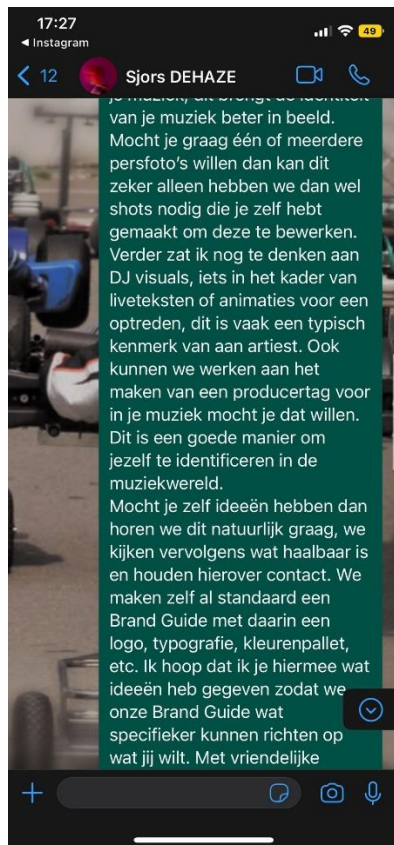 17:27
49
◀ Instagram
12
Sjors DEHAZE
je muziek, dit brengt de identiteit
van je muziek beter in beeld.
Mocht je graag één of meerdere
persfoto's willen dan kan dit
zeker alleen hebben we dan wel
shots nodig die je zelf hebt
gemaakt om deze te bewerken.
Verder zat ik nog te denken aan
DJ visuals, iets in het kader van
liveteksten of animaties voor een
optreden, dit is vaak een typisch
kenmerk van aan artiest. Ook
kunnen we werken aan het
maken van een producertag voor
in je muziek mocht je dat willen.
Dit is een goede manier om
jezelf te identificeren in de
muziekwereld.
Mocht je zelf ideeën hebben dan
horen we dit natuurlijk graag, we
kijken vervolgens wat haalbaar is
en houden hierover contact. We
maken zelf al standaard een
Brand Guide met daarin een
logo, typografie, kleurenpallet,
etc. Ik hoop dat ik je hiermee wat
ideeën heb gegeven zodat we
onze Brand Guide wat
specifieker kunnen richten op
wat jij wilt. Met vriendelijke